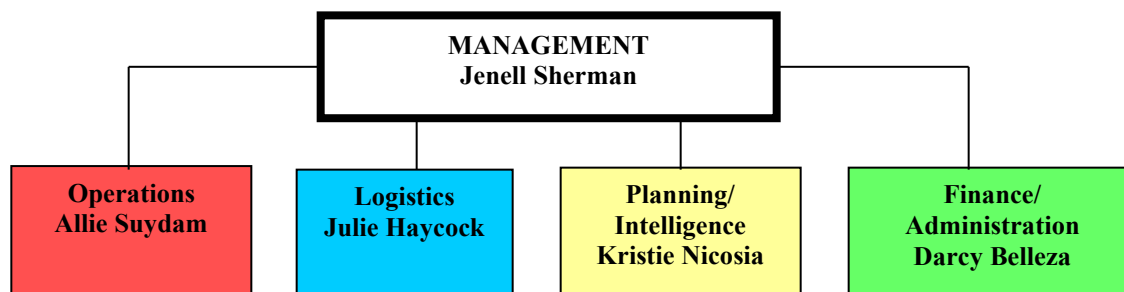 MANAGEMENT
Jenell Sherman
Operations
Allie Suydam
Logistics
Julie Haycock
Planning/
Intelligence
Kristie Nicosia
Finance/
Administration
Darcy Belleza